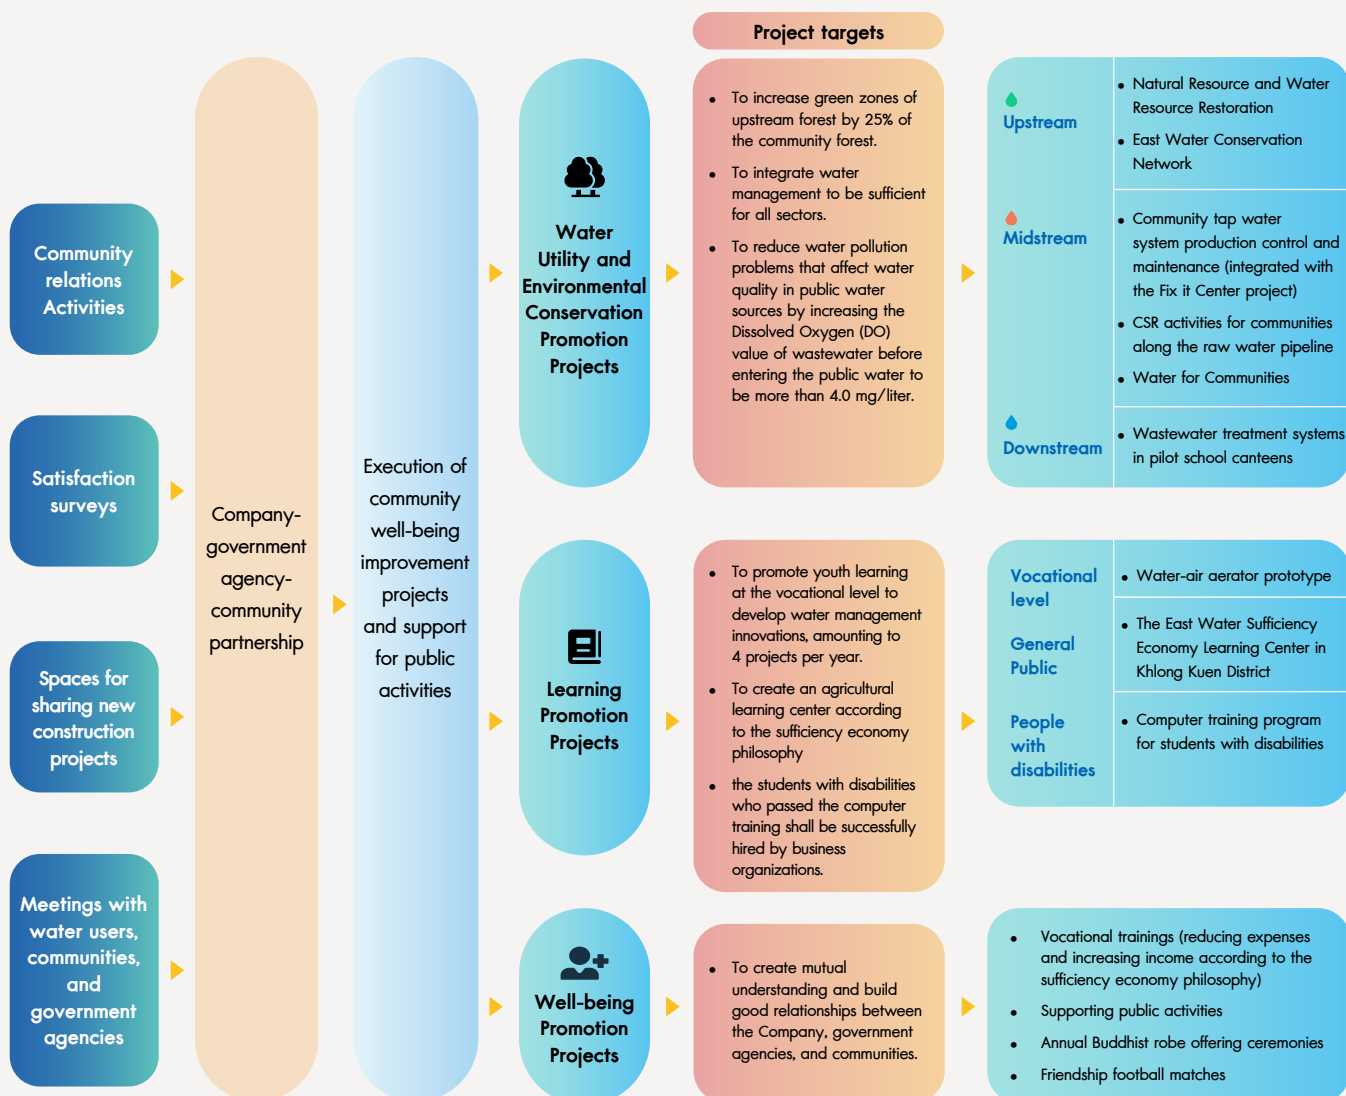 Project targets
Community
relations
Activities
Satisfaction
surveys
Spaces for
sharing new
construction
projects
Meetings with
water users,
communities,
and
government
agencies
Company-
government
agency-
community
partnership
Execution of
community
well-being
improvement
projects
and support
for public
activities
Water
Utility and
Environmental
Conservation
Promotion
Projects
• To increase green zones of
upstream forest by 25% of
the community forest.
• To integrate water
management to be sufficient
for all sectors.
• To reduce water pollution
problems that affect water
quality in public water
sources by increasing the
Dissolved Oxygen (DO)
value of wastewater before
entering the public water to
be more than 4.0 mg/liter.
Upstream
• Natural Resource and Water
Resource Restoration
• East Water Conservation
Network
Midstream
• Community tap water
system production control and
maintenance (integrated with
the Fix it Center project)
• CSR activities for communities
along the raw water pipeline
• Water for Communities
Downstream
• Wastewater treatment systems
in pilot school canteens
Learning
Promotion
Projects
• To promote youth learning
at the vocational level to
develop water management
innovations, amounting to
4 projects per year.
• To create an agricultural
learning center according
to the sufficiency economy
philosophy
• the students with disabilities
who passed the computer
training shall be successfully
hired by business
organizations.
Vocational
level
• Water-air aerator prototype
General
Public
• The East Water Sufficiency
Economy Learning Center in
Khlong Kuen District
People
with
disabilities
• Computer training program
for students with disabilities
Well-being
Promotion
Projects
• To create mutual
understanding and build
good relationships between
the Company, government
agencies, and communities.
• Vocational trainings (reducing expenses
and increasing income according to the
sufficiency economy philosophy)
• Supporting public activities
• Annual Buddhist robe offering ceremonies
• Friendship football matches